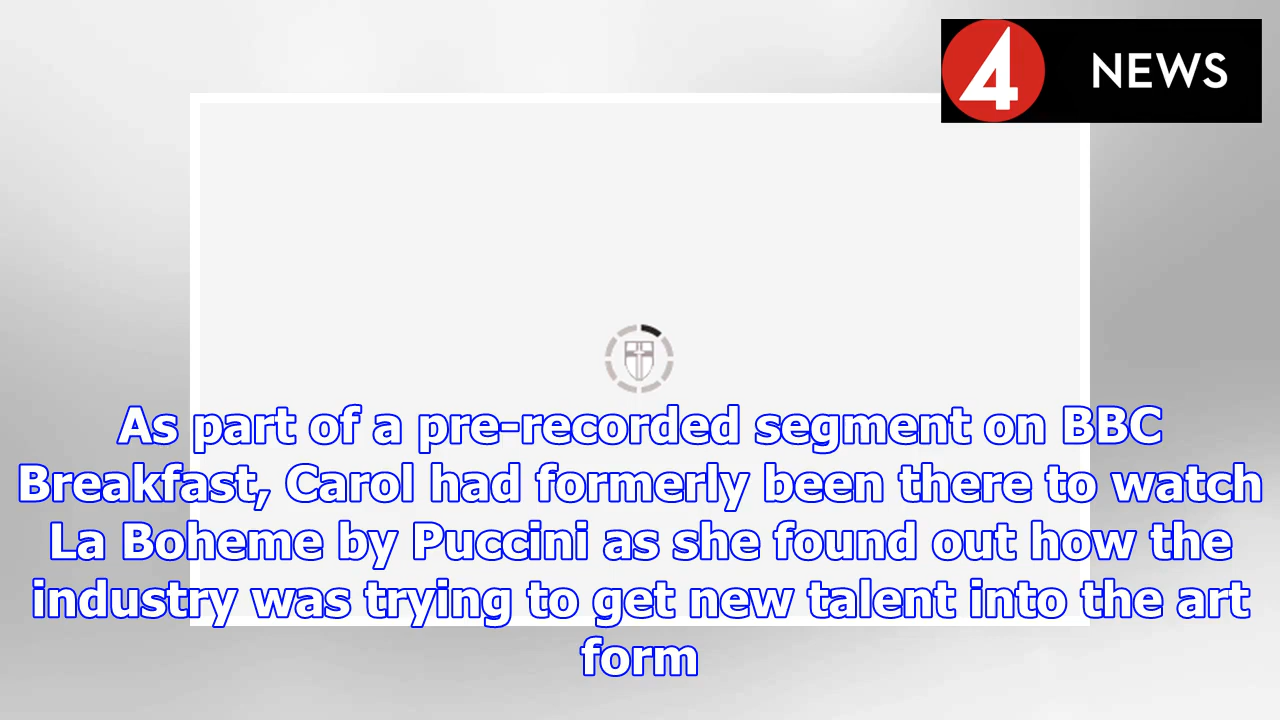 4 NEWS
As part of a pre-recorded segment on BBC
Breakfast, Carol had formerly been there to watch
La Boheme by Puccini as she found out how the
industry was trying to get new talent into the art
form